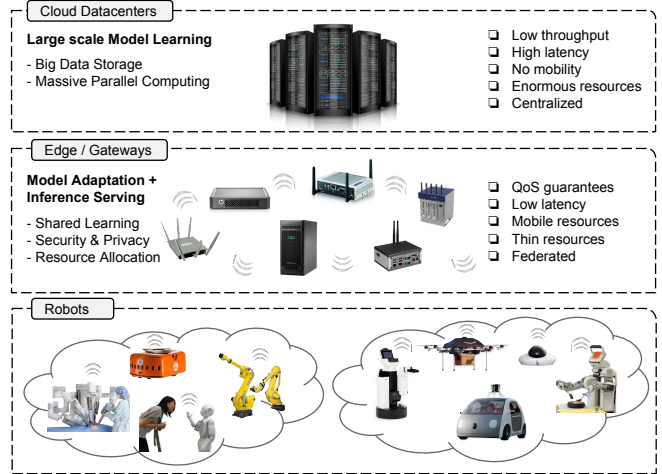 Cloud Datacenters
Large scale Model Learning
- Big Data Storage
- Massive Parallel Computing
❏ Low throughput
❏ High latency
❏ No mobility
❏ Enormous resources
❏ Centralized
Edge / Gateways
Model Adaptation +
Inference Serving
- Shared Learning
- Security & Privacy
- Resource Allocation
❏ QoS guarantees
❏ Low latency
❏ Mobile resources
❏ Thin resources
❏ Federated
Robots